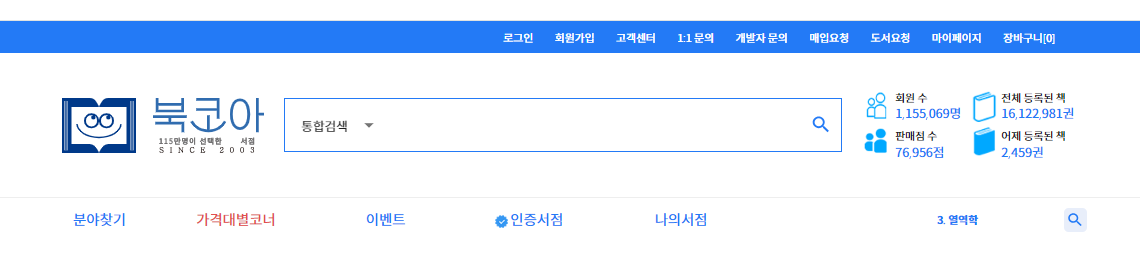 로그인 회원가입 고객센터 1:1 문의 개발자 문의 매입요청 도서요청 마이페이지 장바구니[0]
북코아
115만명이 선택한 서점
SINCE 2003
통합검색
회원 수
1,155,069명
전체 등록된 책
16,122,981권
판매점 수
76,956점
어제 등록된 책
2,459권
분야찾기 가격대별코너 이벤트 인증서점 나의서점 3. 열역학